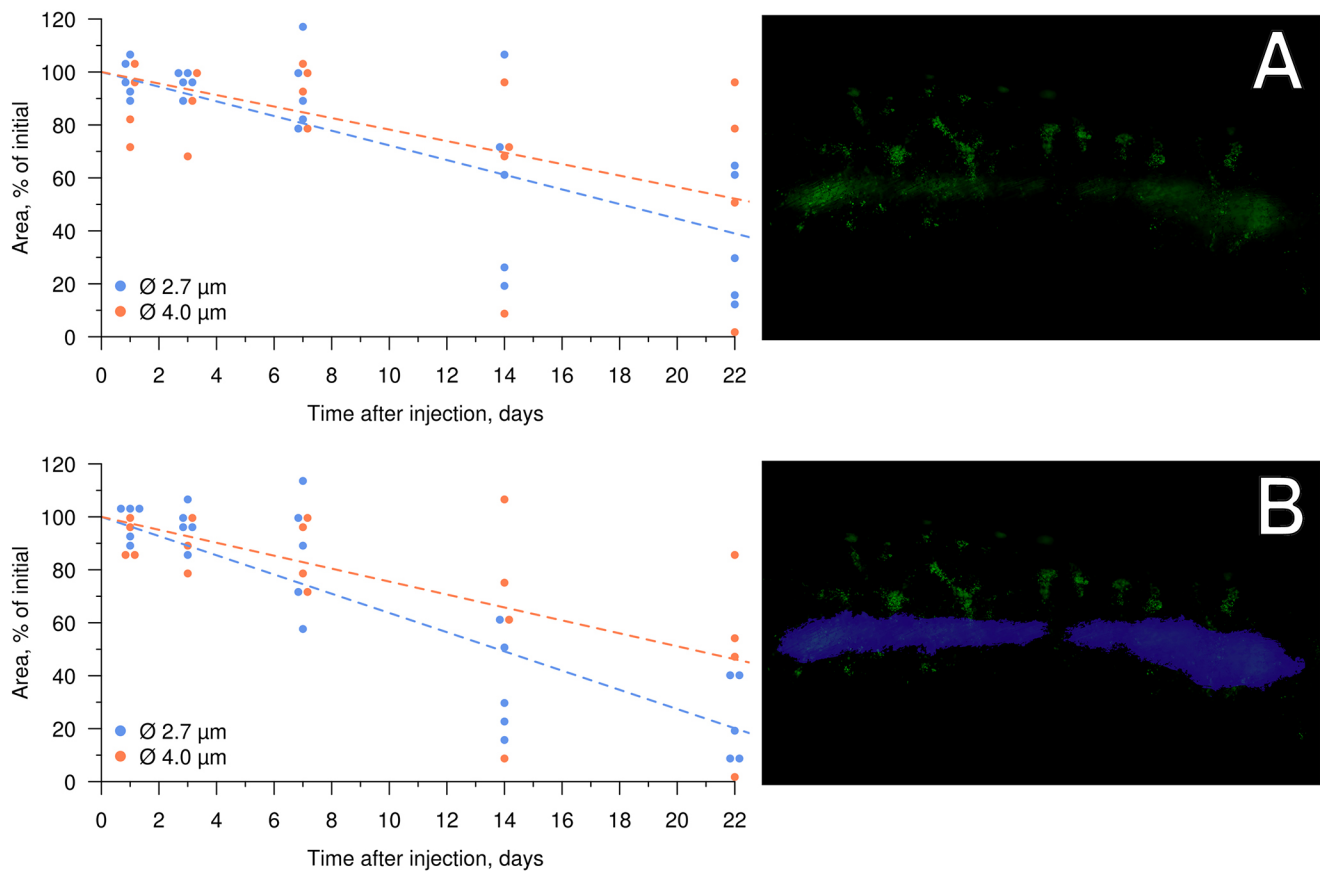 120
100
80
60
40
20
0
Area, % of initial
Ø 2.7 µm
Ø 4.0 µm
0 2 4 6 8 10 12 14 16 18 20 22
Time after injection, days
A
120
100
80
60
40
20
0
Area, % of initial
Ø 2.7 µm
Ø 4.0 µm
0 2 4 6 8 10 12 14 16 18 20 22
Time after injection, days
B